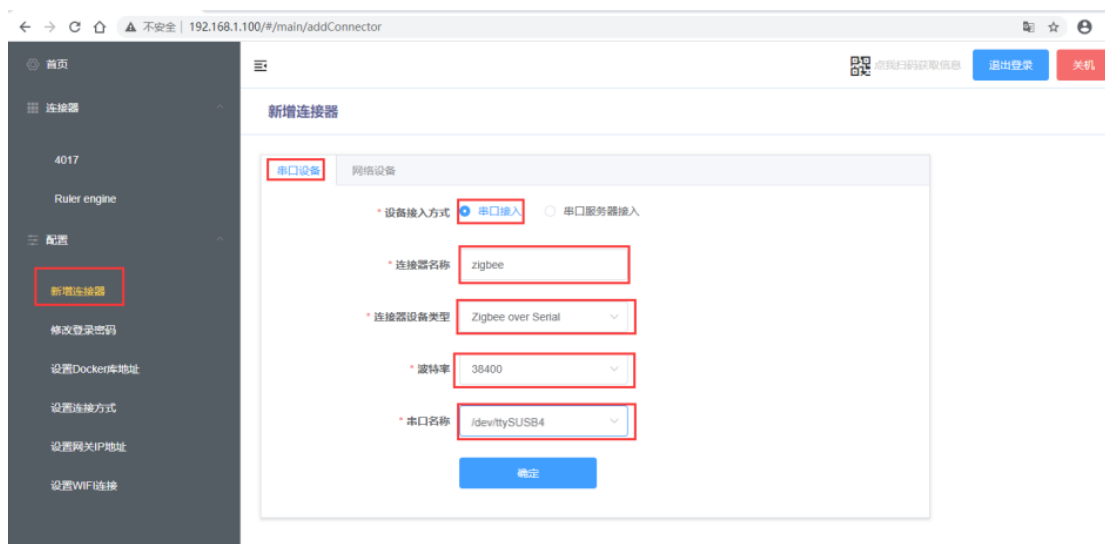 不安全 | 192.168.1.100/#/main/addConnector
首页
点我扫码获取信息
退出登录
关机
连接器
新增连接器
4017
串口设备
网络设备
Ruler engine
* 设备接入方式
串口接入
串口服务器接入
配置
* 连接器名称
zigbee
新增连接器
* 连接器设备类型
Zigbee over Serial
修改登录密码
* 波特率
38400
设置Docker库地址
设置连接方式
* 串口名称
/dev/ttySUSB4
设置网关IP地址
确定
设置WIFI连接